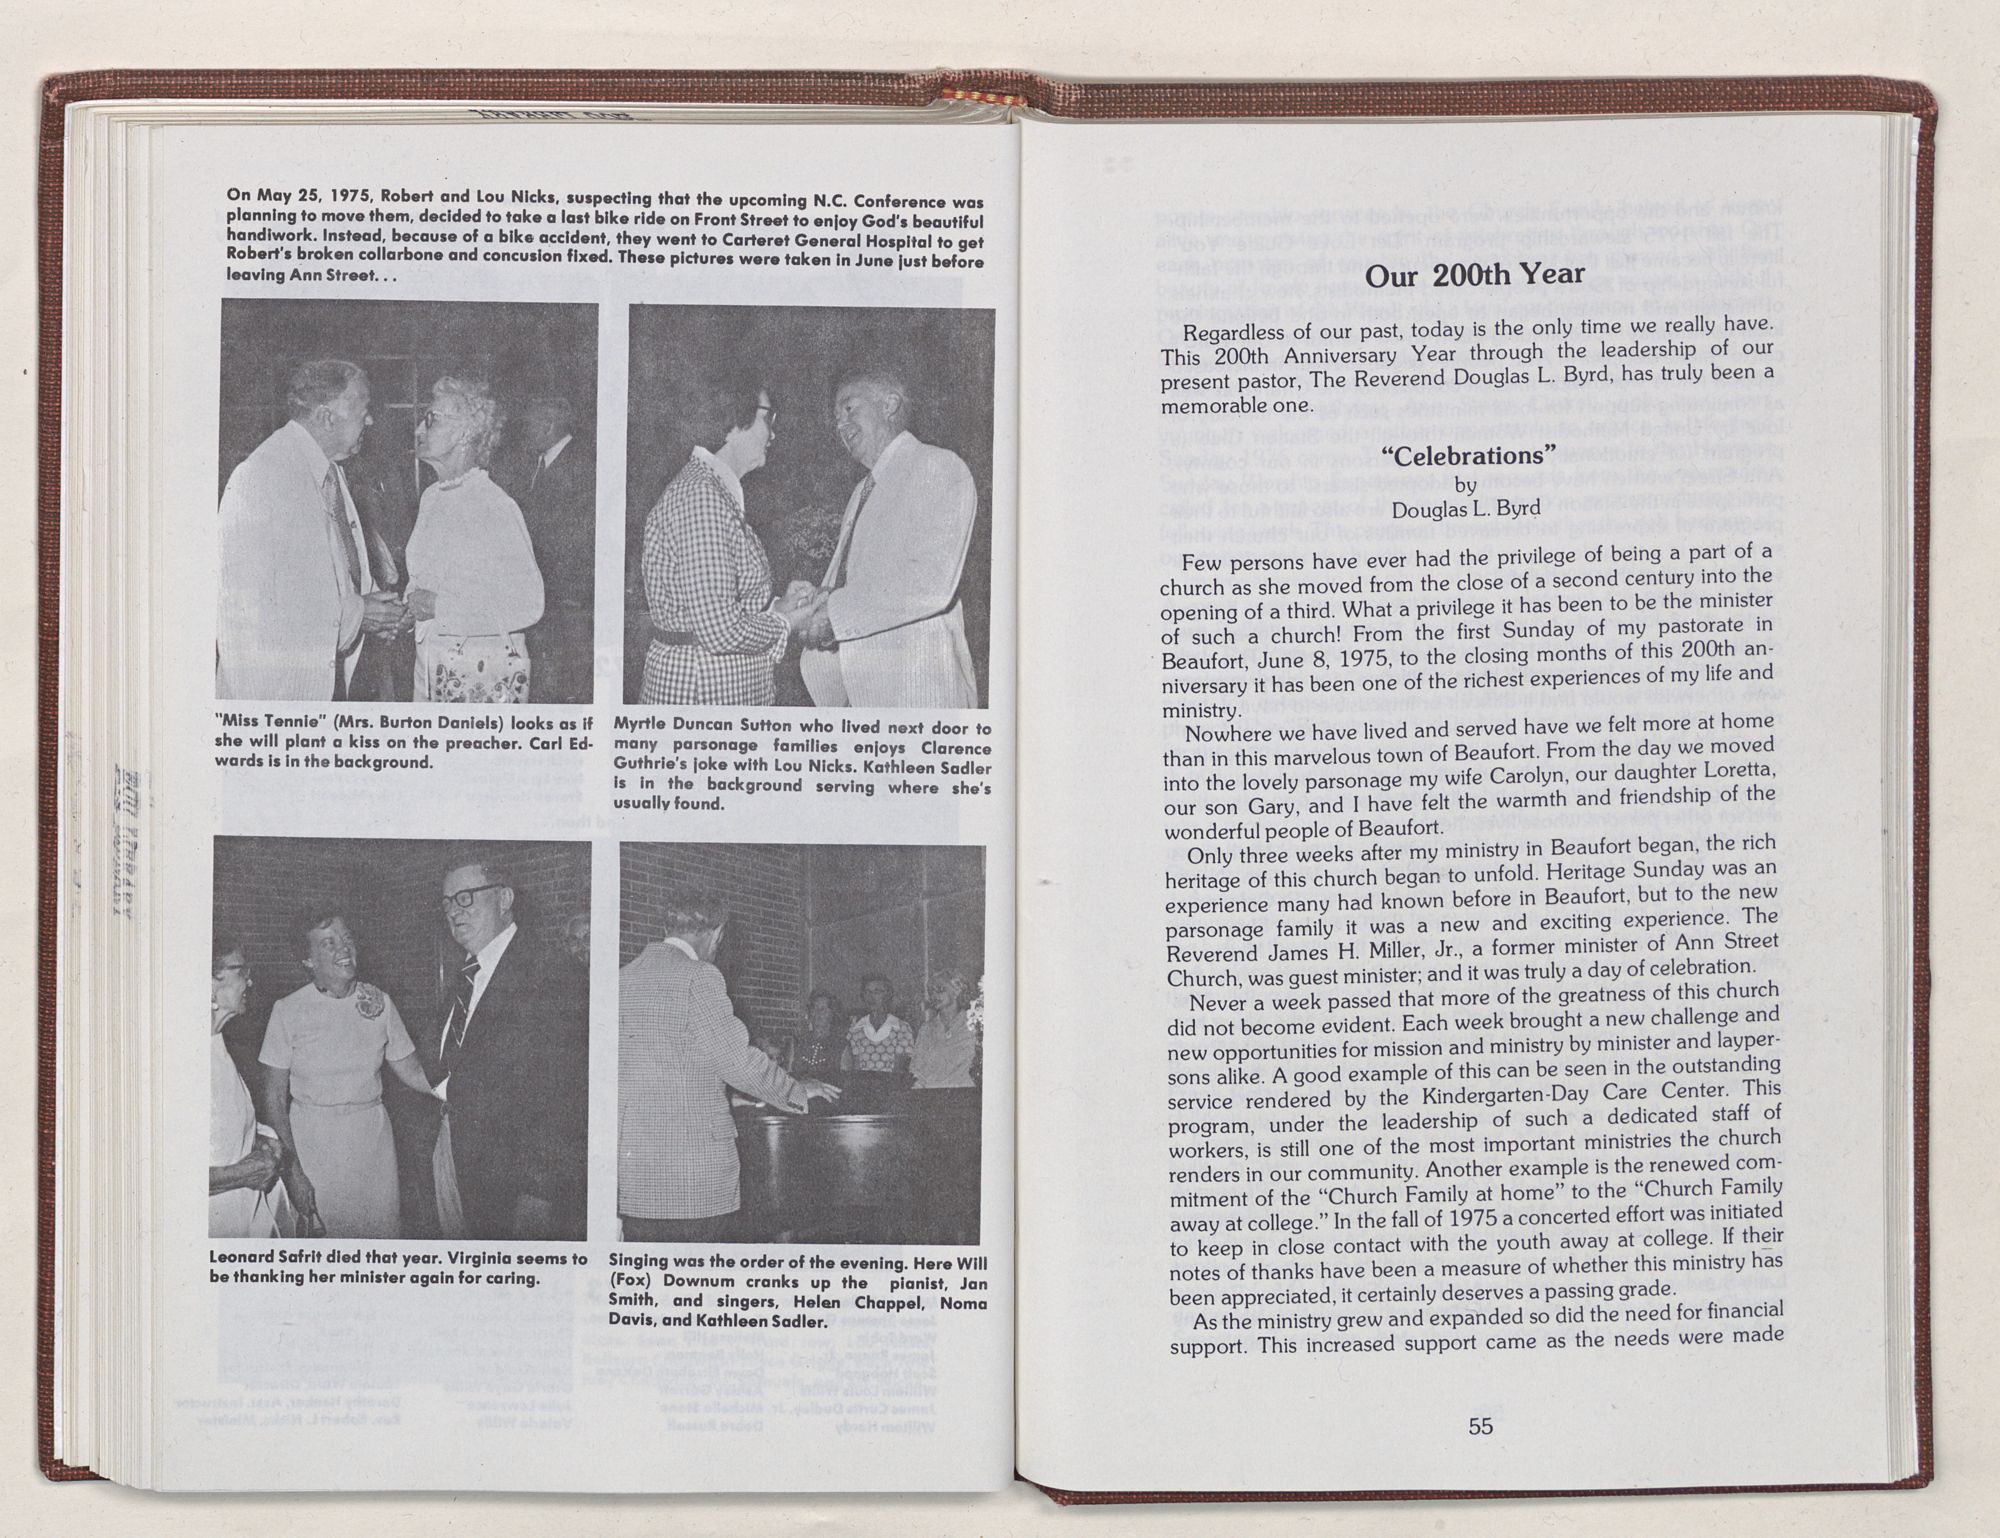 On May 25, 1975, Robert and Lou Nicks, suspecting that the upcoming N.C. Conference was
planning to move them, decided to take a last bike ride on Front Street to enjoy God's beautiful
handiwork. Instead, because of a bike accident, they went to Carteret General Hospital to get
Robert's broken collarbone and concusion fixed. These pictures were taken in June just before
leaving Ann Street. . .
"Miss Tennie" (Mrs. Burton Daniels) looks as if
she will plant a kiss on the preacher. Carl Ed-
wards is in the background.
Myrtle Duncan Sutton who lived next door to
many parsonage families enjoys Clarence
Guthrie's joke with Lou Nicks. Kathleen Sadler
is in the background serving where she's
usually found.
Leonard Safrit died that year. Virginia seems to
be thanking her minister again for caring.
Singing was the order of the evening. Here Will
(Fox) Downum cranks up the pianist, Jan
Smith, and singers, Helen Chappel, Noma
Davis, and Kathleen Sadler.
Our 200th Year
Regardless of our past, today is the only time we really have.
This 200th Anniversary Year through the leadership of our
present pastor, The Reverend Douglas L. Byrd, has truly been a
memorable one.
“Celebrations”
by
Douglas L. Byrd
Few persons have ever had the privilege of being a part of a
church as she moved from the close of a second century into the
opening of a third. What a privilege it has been to be the minister
of such a church! From the first Sunday of my pastorate in
Beaufort, June 8, 1975, to the closing months of this 200th an-
niversary it has been one of the richest experiences of my life and
ministry.
Nowhere we have lived and served have we felt more at home
than in this marvelous town of Beaufort. From the day we moved
into the lovely parsonage my wife Carolyn, our daughter Loretta,
our son Gary, and I have felt the warmth and friendship of the
wonderful people of Beaufort.
Only three weeks after my ministry in Beaufort began, the rich
heritage of this church began to unfold. Heritage Sunday was an
experience many had known before in Beaufort, but to the new
parsonage family it was a new and exciting experience. The
Reverend James H. Miller, Jr., a former minister of Ann Street
Church, was guest minister; and it was truly a day of celebration.
Never a week passed that more of the greatness of this church
did not become evident. Each week brought a new challenge and
new opportunities for mission and ministry by minister and layper-
sons alike. A good example of this can be seen in the outstanding
service rendered by the Kindergarten-Day Care Center. This
program, under the leadership of such a dedicated staff of
workers, is still one of the most important ministries the church
renders in our community. Another example is the renewed com-
mitment of the “Church Family at home” to the “Church Family
away at college.” In the fall of 1975 a concerted effort was initiated
to keep in close contact with the youth away at college. If their
notes of thanks have been a measure of whether this ministry has
been appreciated, it certainly deserves a passing grade.
As the ministry grew and expanded so did the need for financial
support. This increased support came as the needs were made
55